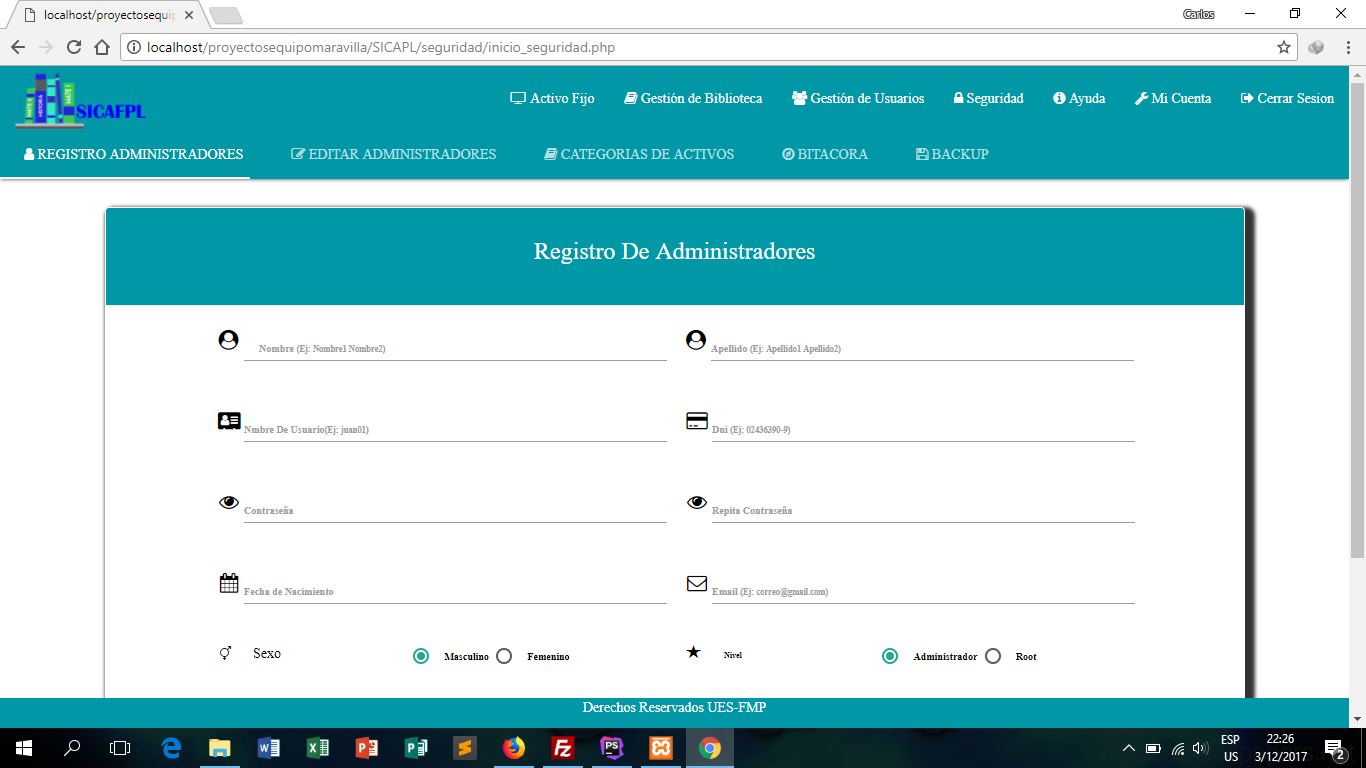 localhost/proyectosequip
Carlos
localhost/proyectosequipomaravilla/SICAPL/seguridad/inicio_seguridad.php
SICAFPL
HISTORIA
Activo Fijo
Gestión de Biblioteca
Gestión de Usuarios
Seguridad
Ayuda
Mi Cuenta
Cerrar Sesion
REGISTRO ADMINISTRADORES
EDITAR ADMINISTRADORES
CATEGORIAS DE ACTIVOS
BITACORA
BACKUP
Registro De Administradores
Nombre (Ej: Nombre1 Nombre2)
Apellido (Ej: Apellido1 Apellido2)
Nmbre De Usuario(Ej: juan01)
Dui (Ej: 02436390-9)
Contraseña
Repita Contraseña
Fecha de Nacimiento
Email (Ej: correo@gmail.com)
Sexo
Masculino
Femenino
Nivel
Administrador
Root
Derechos Reservados UES-FMP
ESP
US
22:26
3/12/2017
2